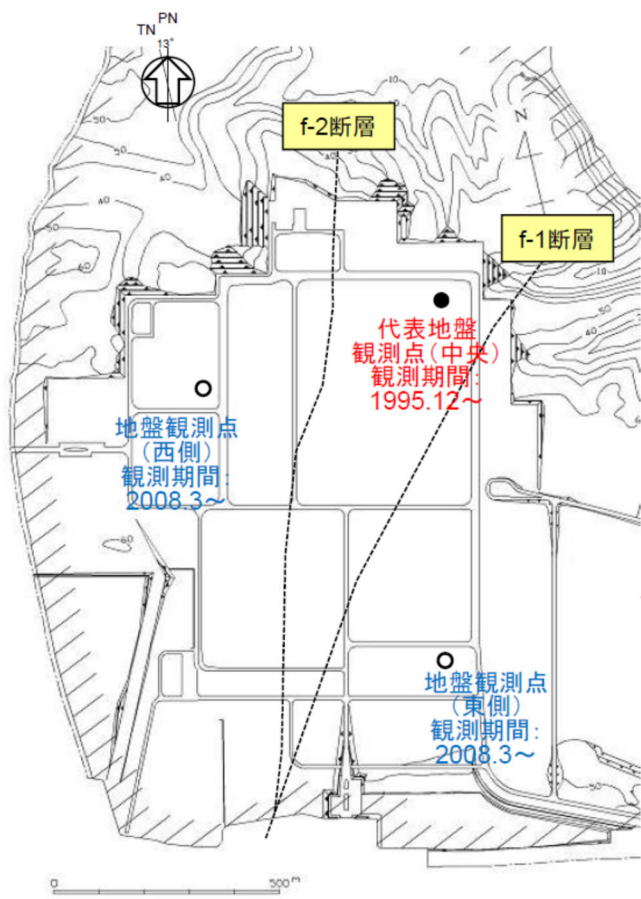 PN
TN
13°
f-2断層
N
f-1断層
代表地盤
観測点(中央)
観測期間:
1995.12～
地盤観測点
(西側)
観測期間:
2008.3～
地盤観測点
(東側)
観測期間:
2008.3～
0 500 m